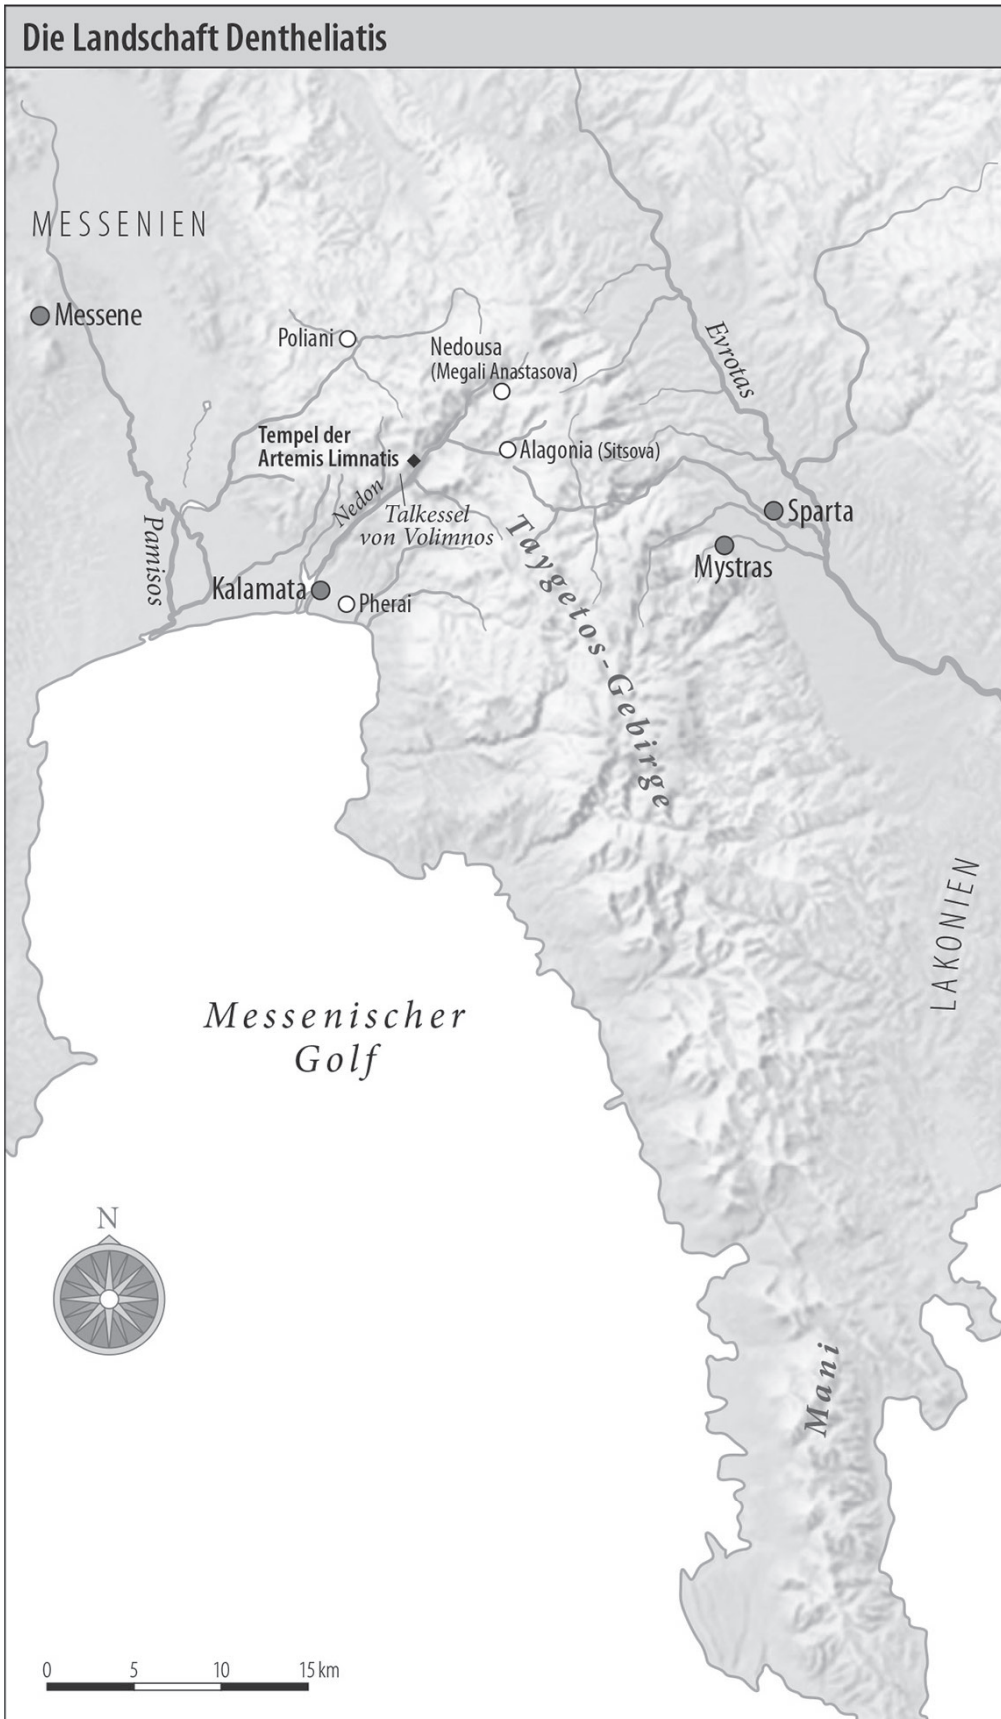 Die Landschaft Dentheliatis
MESSENIEN
Messene
Evrotas
Poliani
Nedousa
(Megali Anastasova)
Tempel der
Artemis Limnatis
Alagonia (Sitsova)
Nedon
Talkessel
von Volimnos
Pamisos
Sparta
Mystras
Taygetos-Gebirge
Kalamata
Pherai
LAKONIEN
Messenischer
Golf
N
Mani
0 5 10 15 km